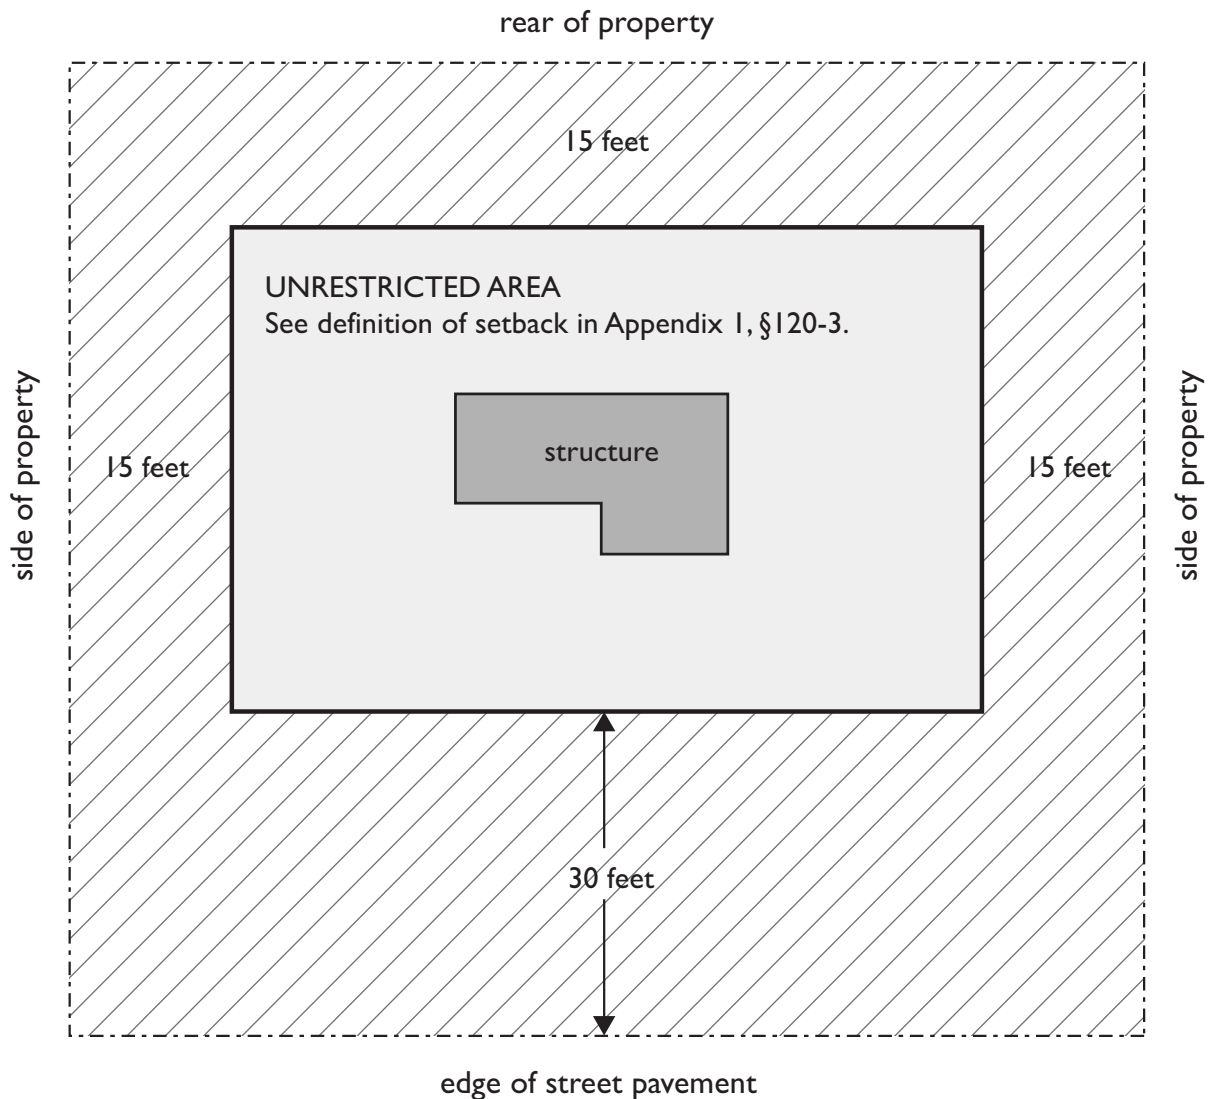 rear of property
15 feet
UNRESTRICTED AREA
See definition of setback in Appendix 1, §120-3.
side of property
15 feet
structure
15 feet
side of property
30 feet
edge of street pavement